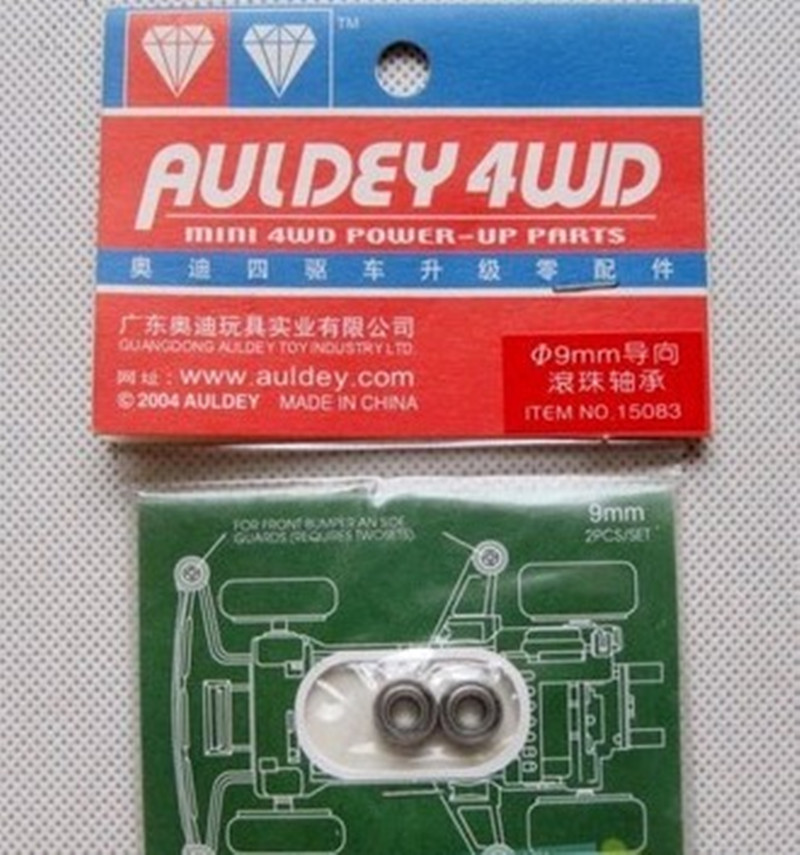 TM
AULDEY 4WD
MINI 4WD POWER-UP PARTS
奥迪四驱车升级零配件
广东奥迪玩具实业有限公司
GUANGDONG AULDEY TOY INDUSTRY LTD.
网址:www.auldey.com
© 2004 AULDEY MADE IN CHINA
Φ9mm导向
滚珠轴承
ITEM NO.15083
9mm
2PCS/SET
FOR FRONT BUMPER AN SIDE
GUARDS (REQUIRES TWOSETS)